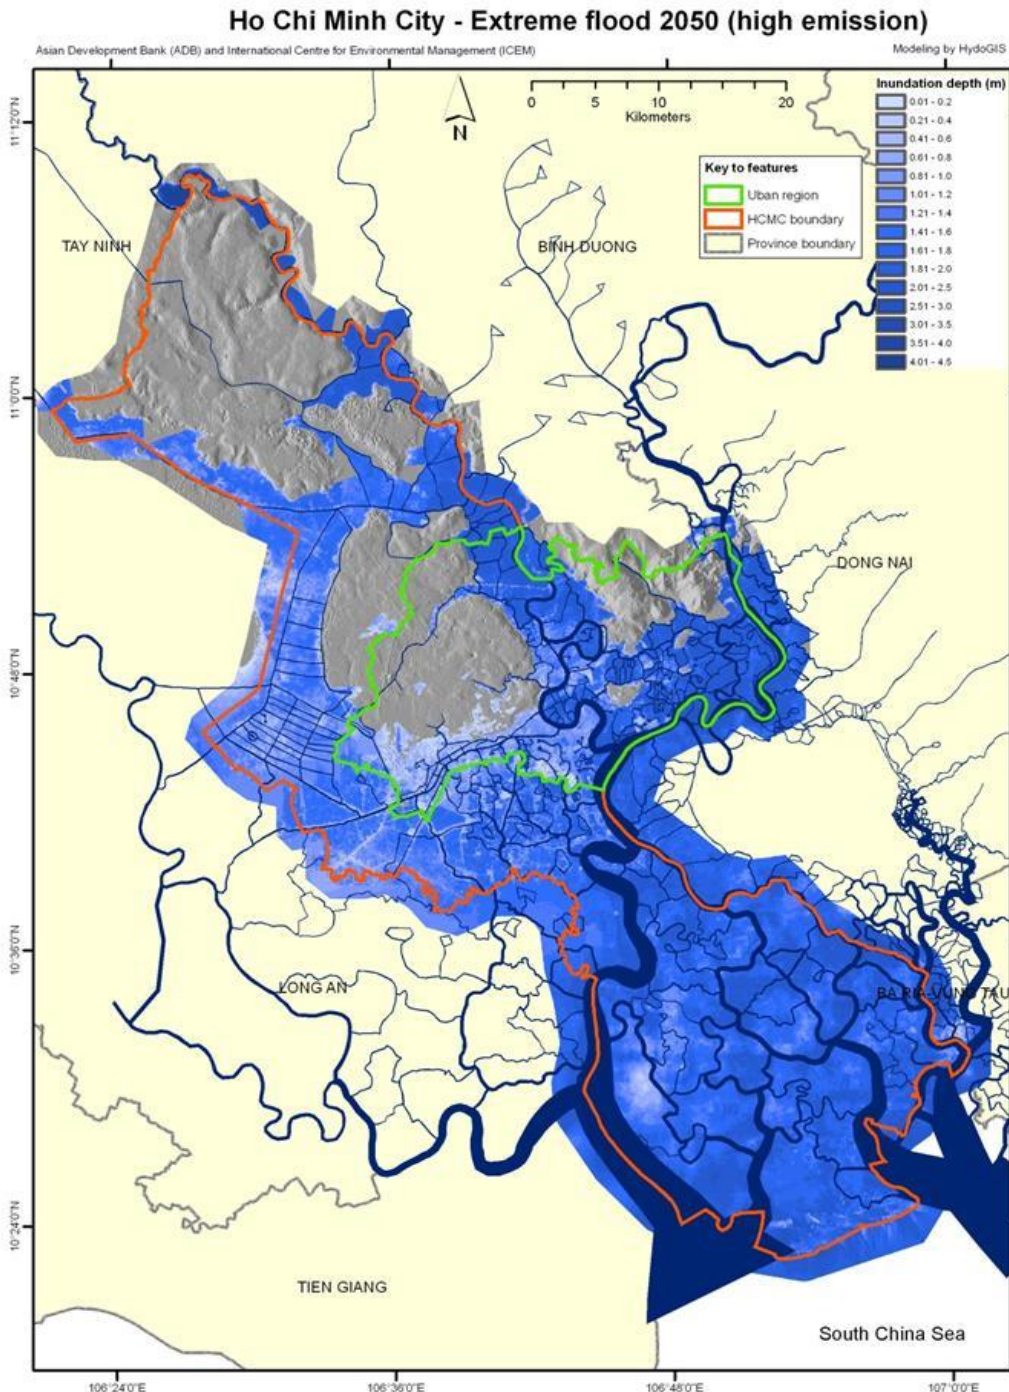 Ho Chi Minh City - Extreme flood 2050 (high emission)
Asian Development Bank (ADB) and International Centre for Environmental Management (ICEM)
Modeling by HydoGIS
Inundation depth (m)
0.01 - 0.2
0.21 - 0.4
0.41 - 0.6
0.61 - 0.8
0.81 - 1.0
1.01 - 1.2
1.21 - 1.4
1.41 - 1.6
1.61 - 1.8
1.81 - 2.0
2.01 - 2.5
2.51 - 3.0
3.01 - 3.5
3.51 - 4.0
4.01 - 4.5
0 5 10 20
Kilometers
N
Key to features
Uban region
HCMC boundary
Province boundary
TAY NINH
BINH DUONG
DONG NAI
LONG AN
BA RIA-VUNG TAU
TIEN GIANG
South China Sea
11°12'0"N
11°0'0"N
10°48'0"N
10°36'0"N
10°24'0"N
106°24'0"E
106°36'0"E
106°48'0"E
107°0'0"E